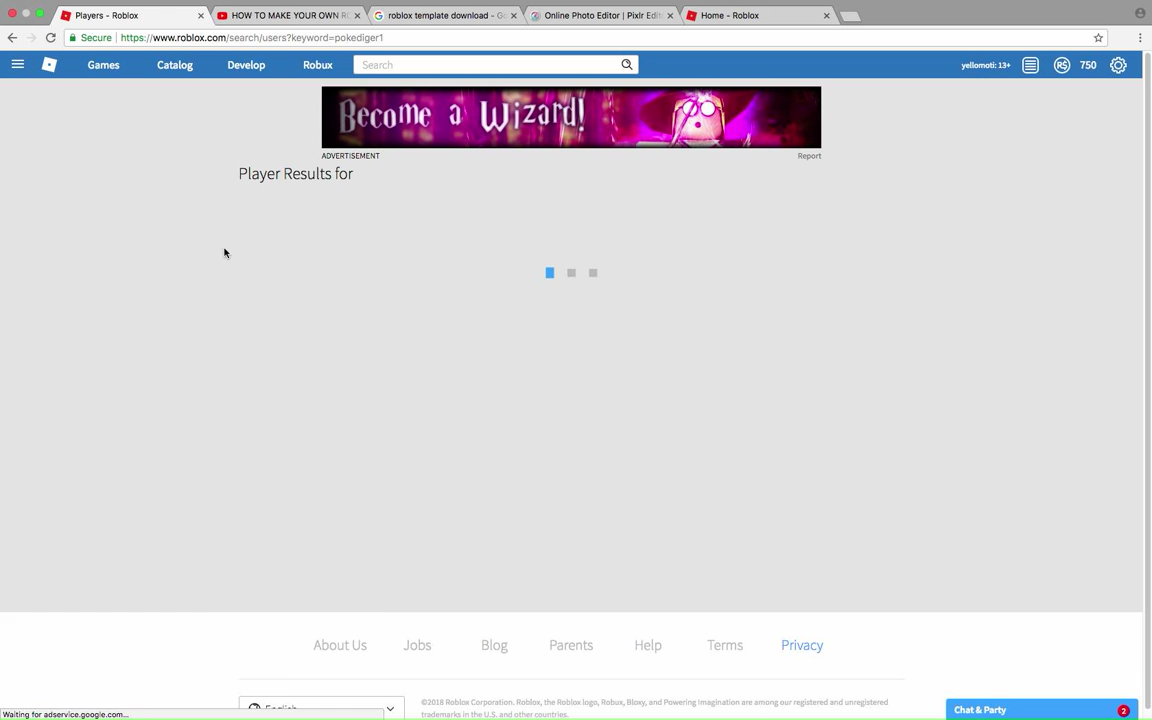 Players - Roblox
HOW TO MAKE YOUR OWN RO
roblox template download - Go
Online Photo Editor | Pixlr Edit
Home - Roblox
Secure
https://www.roblox.com/search/users?keyword=pokediger1
Games
Catalog
Develop
Robux
Search
yellomoti: 13+
R$
750
Become a Wizard!
ADVERTISEMENT
Report
Player Results for
About Us
Jobs
Blog
Parents
Help
Terms
Privacy
English
©2018 Roblox Corporation. Roblox, the Roblox logo, Robux, Bloxy, and Powering Imagination are among our registered and unregistered
trademarks in the U.S. and other countries.
Waiting for adservice.google.com...
Chat & Party
2